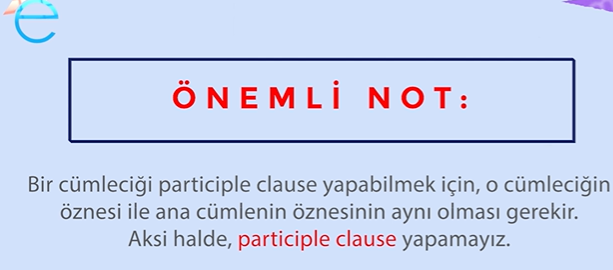 e
ÖNEMLİ NOT:
Bir cümleciği participle clause yapabilmek için, o cümleciğin
öznesi ile ana cümlenin öznesinin aynı olması gerekir.
Aksi halde, participle clause yapamayız.